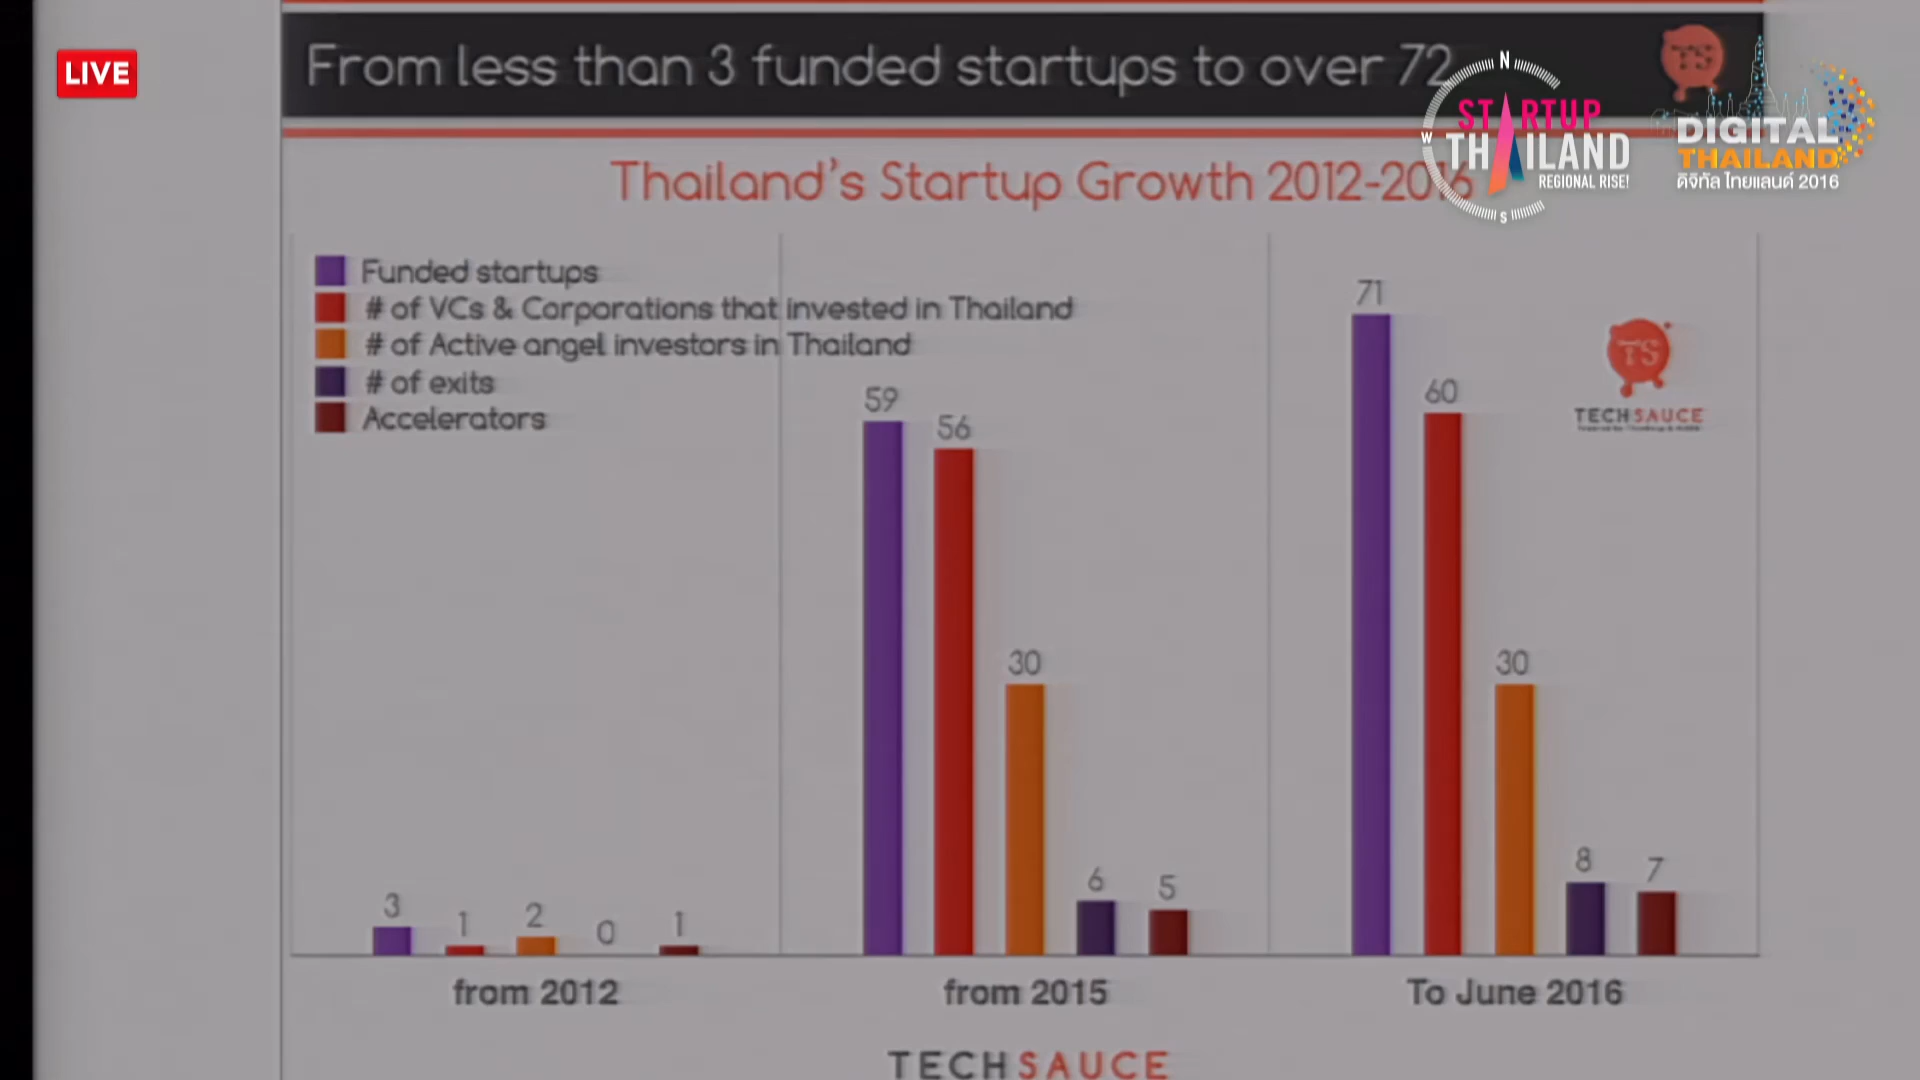 LIVE
From less than 3 funded startups to over 72
TS
N
W
S
STARTUP
THAILAND
REGIONAL RISE!
DIGITAL
THAILAND
ดิจิทัล ไทยแลนด์ 2016
Thailand's Startup Growth 2012-2016
Funded startups
# of VCs & Corporations that invested in Thailand
# of Active angel investors in Thailand
# of exits
Accelerators
71
60
30
8
7
TS
TECHSAUCE
59
56
30
6
5
3
1
2
0
1
from 2012
from 2015
To June 2016
TECHSAUCE